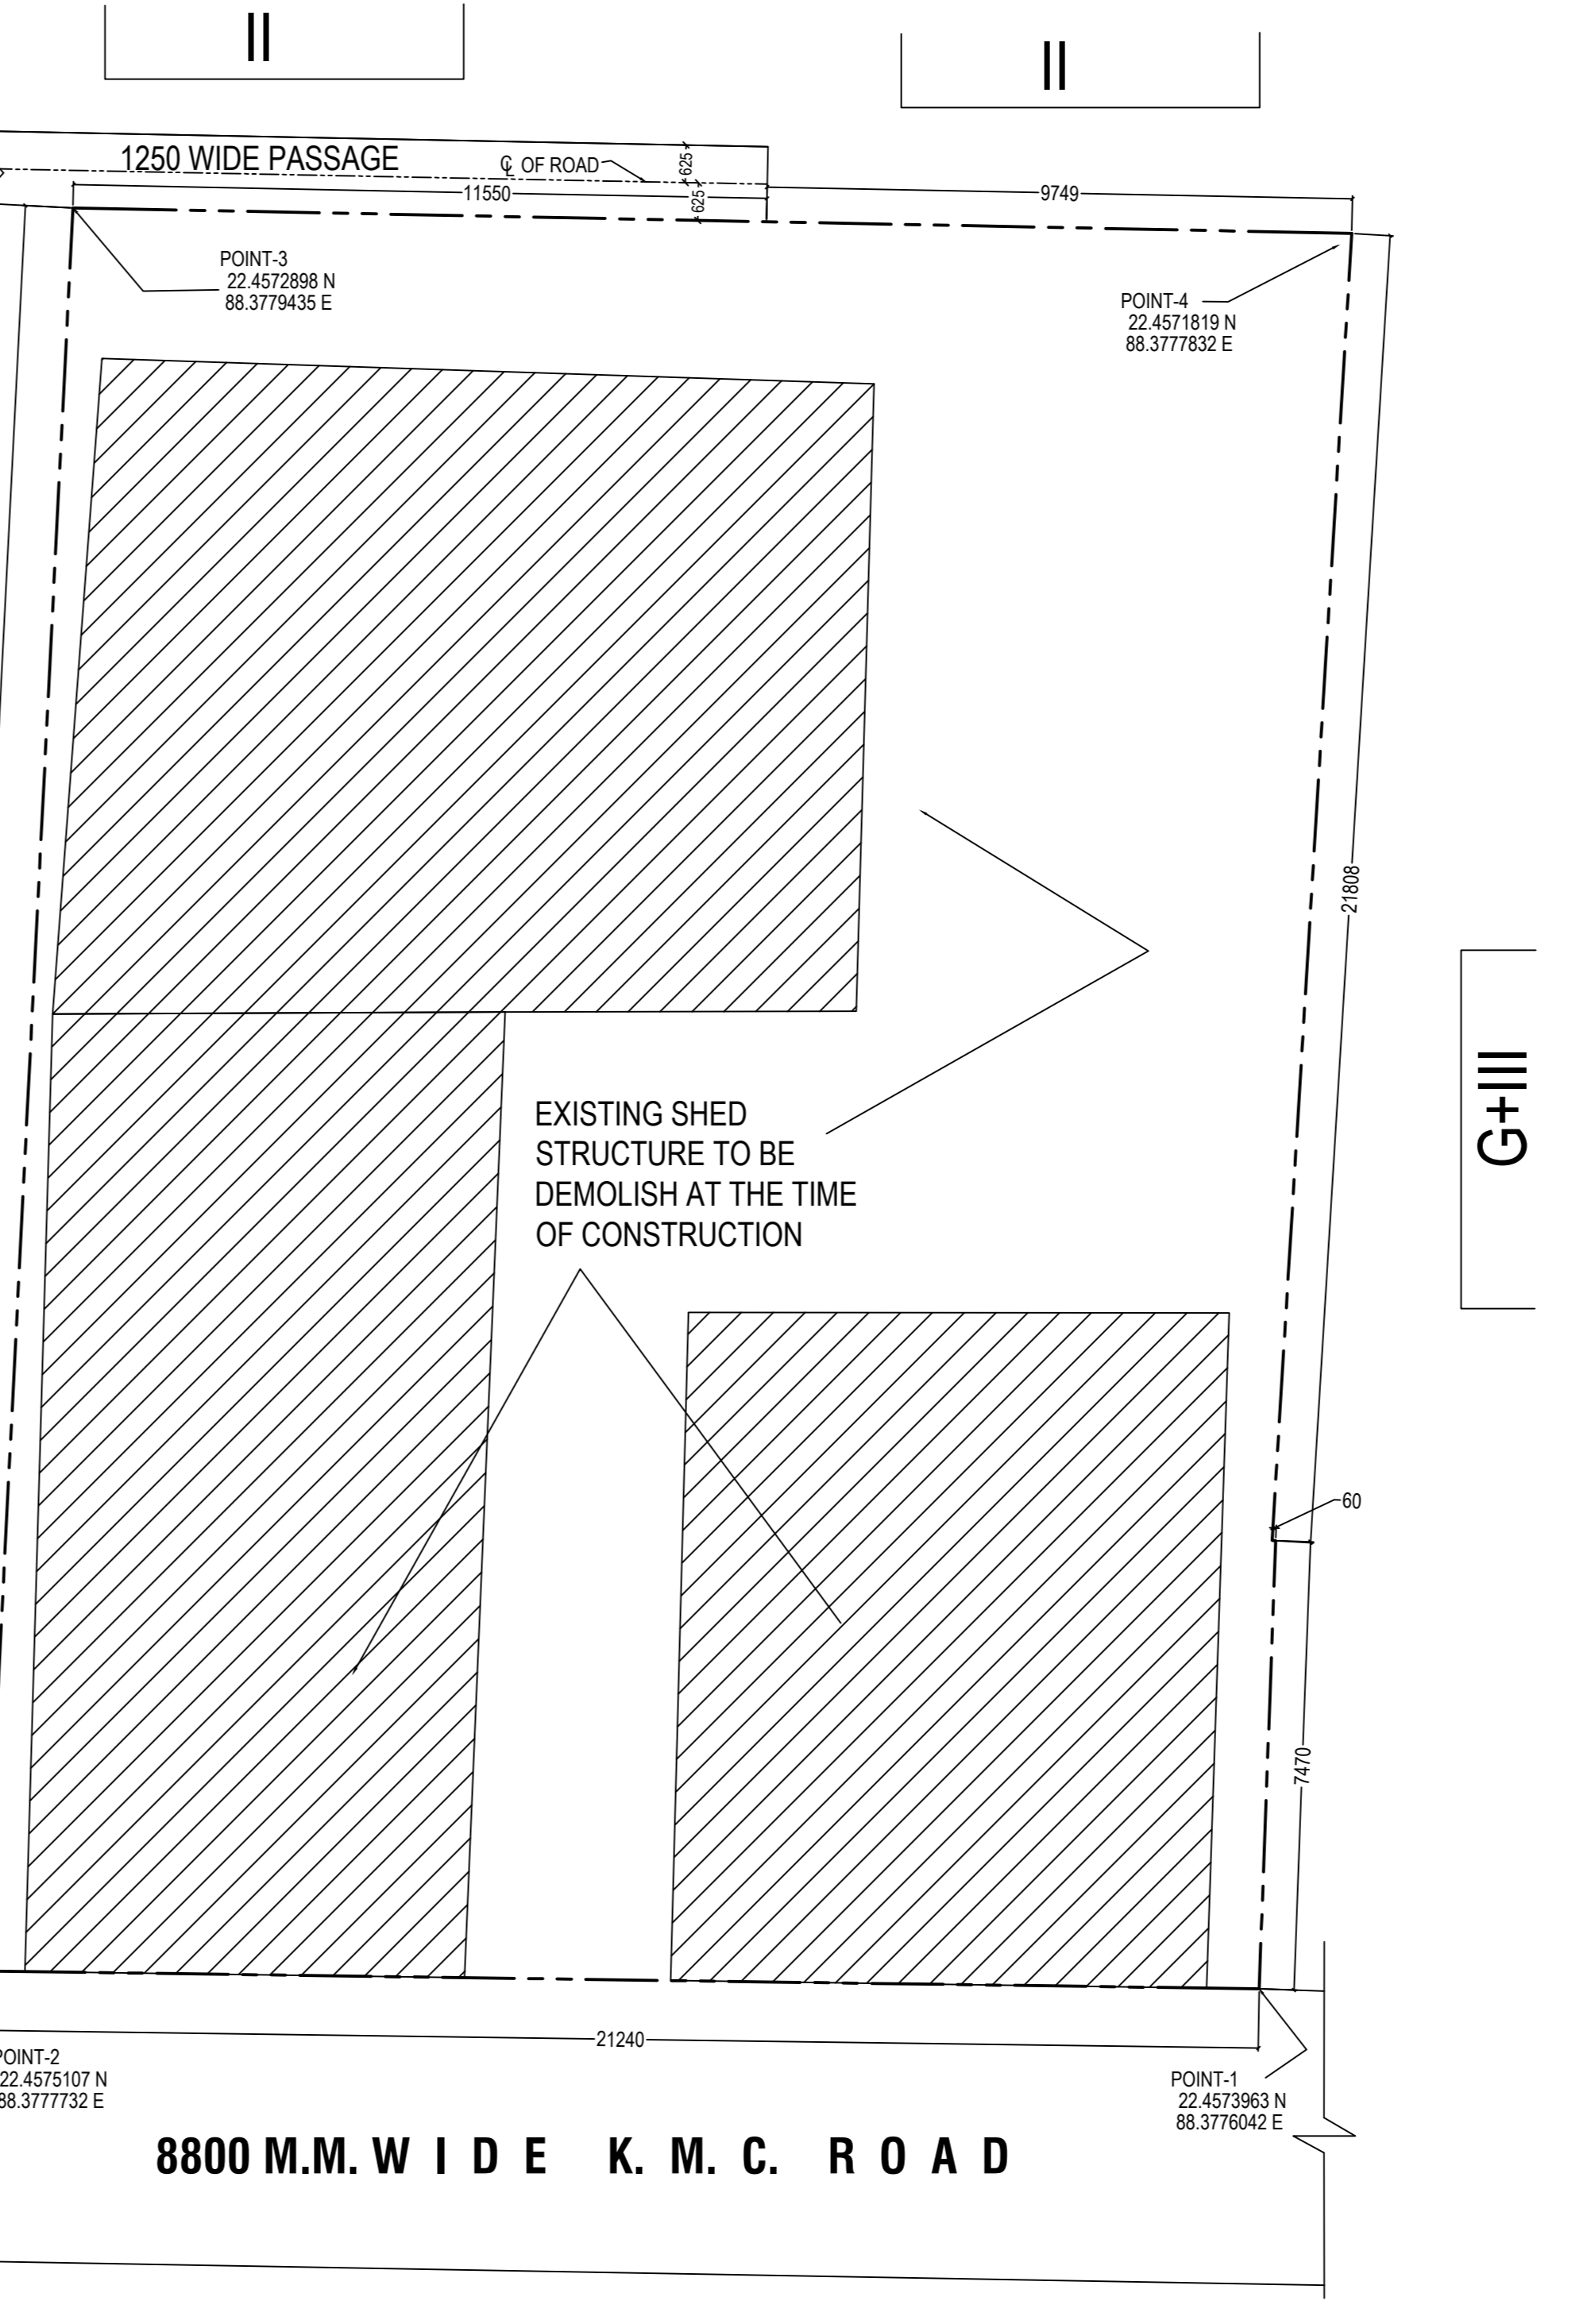 II
II
1250 WIDE PASSAGE
℄ OF ROAD
625
625
11550
9749
POINT-3
22.4572898 N
88.3779435 E
POINT-4
22.4571819 N
88.3777832 E
21808
G+III
EXISTING SHED
STRUCTURE TO BE
DEMOLISH AT THE TIME
OF CONSTRUCTION
60
7470
21240
POINT-2
22.4575107 N
88.3777732 E
POINT-1
22.4573963 N
88.3776042 E
8800 M.M. WIDE K. M. C. ROAD